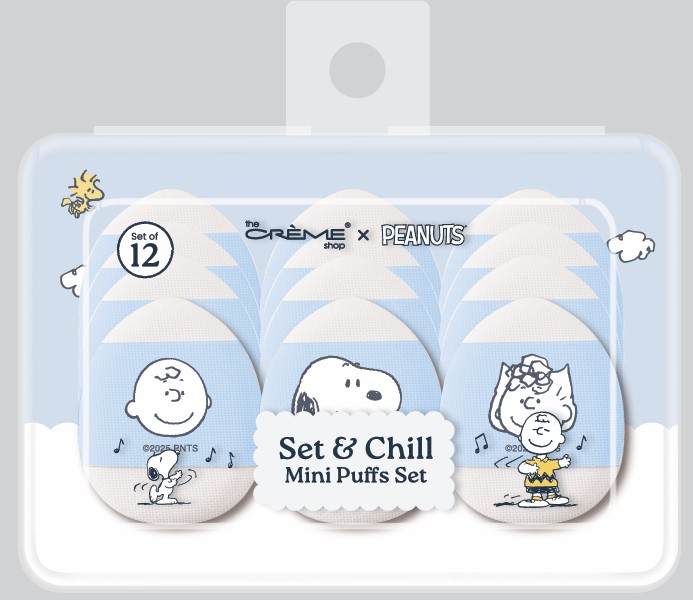 Set of
12
the
CRÈME®
shop
x
PEANUTS
©2025 PNTS
Set & Chill
Mini Puffs Set